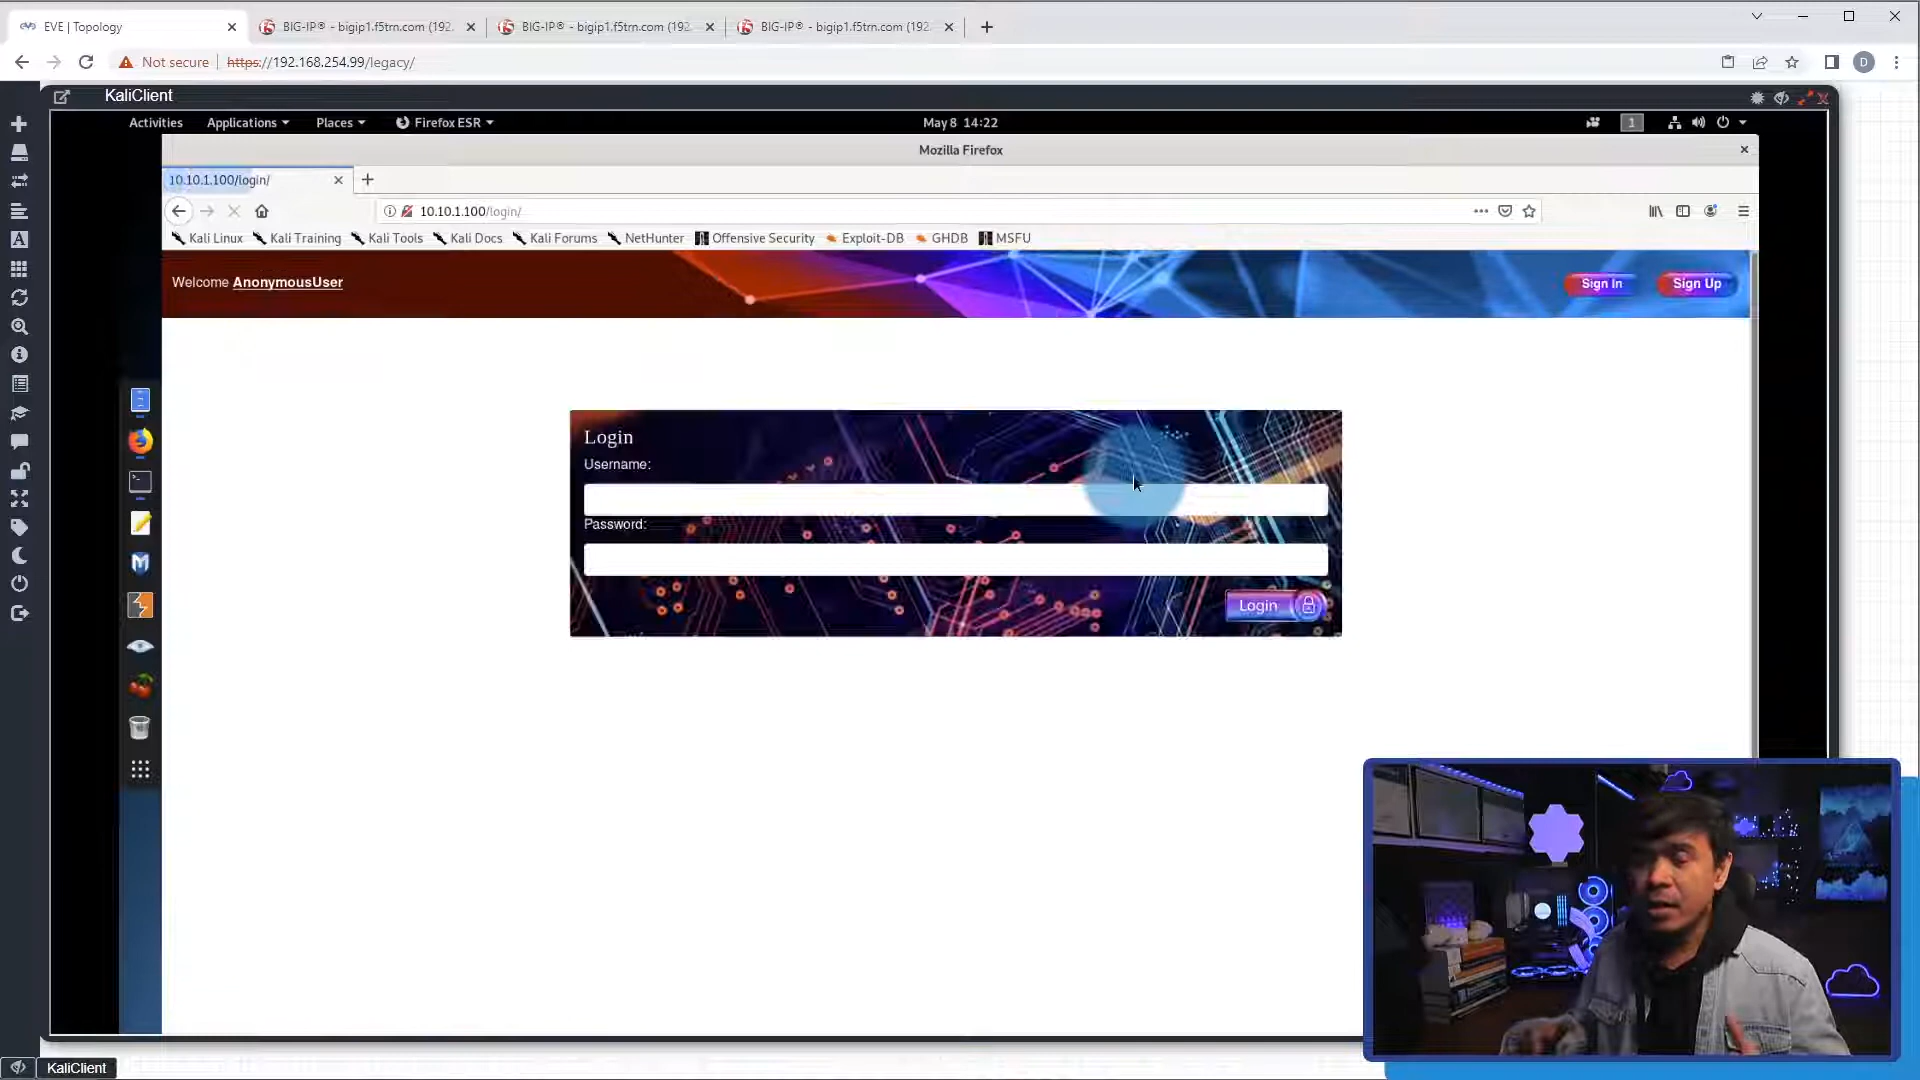 EVE | Topology
BIG-IP® - bigip1.f5trn.com (192.
BIG-IP® - bigip1.f5trn.com (192.
BIG-IP® - bigip1.f5trn.com (192.
Not secure
https://192.168.254.99/legacy/
D
KaliClient
Activities
Applications
Places
Firefox ESR
May 8 14:22
1
Mozilla Firefox
10.10.1.100/login/
10.10.1.100/login/
Kali Linux
Kali Training
Kali Tools
Kali Docs
Kali Forums
NetHunter
Offensive Security
Exploit-DB
GHDB
MSFU
Welcome AnonymousUser
Sign In
Sign Up
Login
Username:
Password:
Login
KaliClient